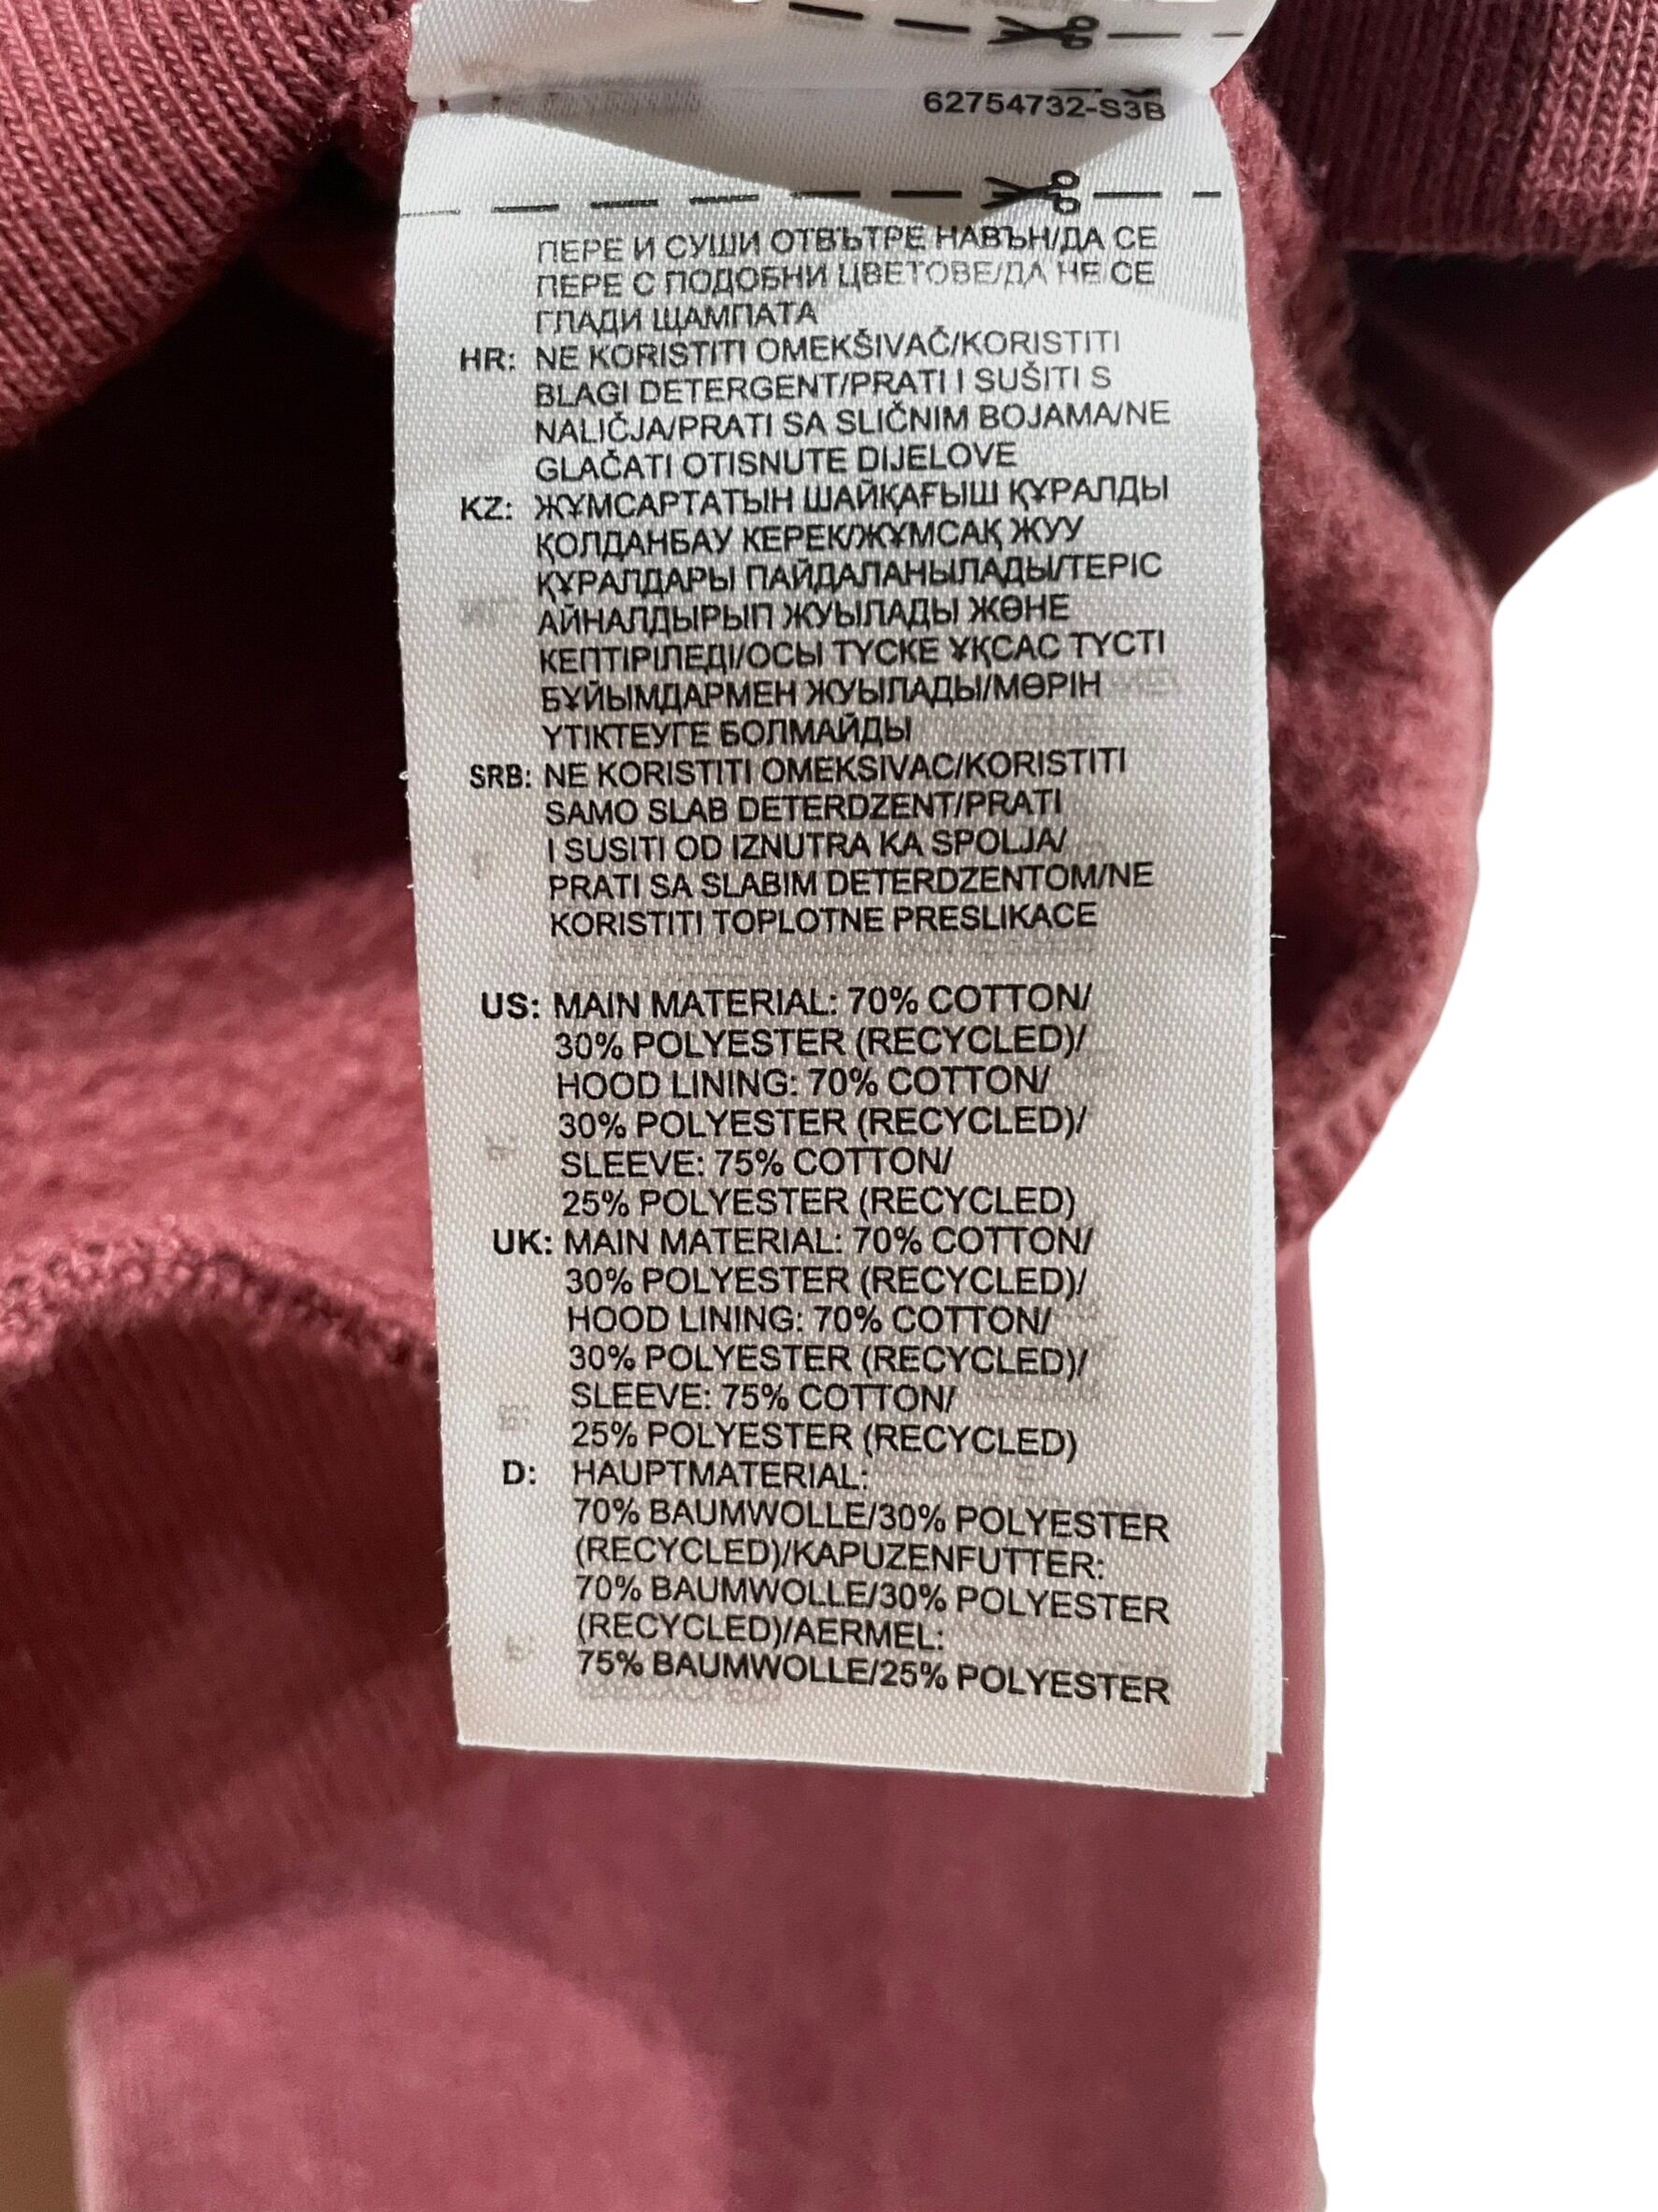 62754732-S3B
ПЕРЕ И СУШИ ОТВЪТРЕ НАВЪН/ДА СЕ
ПЕРЕ С ПОДОБНИ ЦВЕТОВЕ/ДА НЕ СЕ
ГЛАДИ ЩАМПАТА
HR: NE KORISTITI OMEKŠIVAČ/KORISTITI
BLAGI DETERGENT/PRATI I SUŠITI S
NALIČJA/PRATI SA SLIČNIM BOJAMA/NE
GLAČATI OTISNUTE DIJELOVE
KZ: ЖҰМСАРТАТЫН ШАЙҚАҒЫШ ҚҰРАЛДЫ
ҚОЛДАНБАУ КЕРЕК/ЖҰМСАҚ ЖУУ
ҚҰРАЛДАРЫ ПАЙДАЛАНЫЛАДЫ/ТЕРІС
АЙНАЛДЫРЫП ЖУЫЛАДЫ ЖӨНЕ
КЕПТІРІЛЕДІ/ОСЫ ТҮСКЕ ҰҚСАС ТҮСТІ
БҰЙЫМДАРМЕН ЖУЫЛАДЫ/МӨРІН
ҮТІКТЕУГЕ БОЛМАЙДЫ
SRB: NE KORISTITI OMEKSIVAC/KORISTITI
SAMO SLAB DETERDZENT/PRATI
I SUSITI OD IZNUTRA KA SPOLJA/
PRATI SA SLABIM DETERDZENTOM/NE
KORISTITI TOPLOTNE PRESLIKACE
US: MAIN MATERIAL: 70% COTTON/
30% POLYESTER (RECYCLED)/
HOOD LINING: 70% COTTON/
30% POLYESTER (RECYCLED)/
SLEEVE: 75% COTTON/
25% POLYESTER (RECYCLED)
UK: MAIN MATERIAL: 70% COTTON/
30% POLYESTER (RECYCLED)/
HOOD LINING: 70% COTTON/
30% POLYESTER (RECYCLED)/
SLEEVE: 75% COTTON/
25% POLYESTER (RECYCLED)
D: HAUPTMATERIAL:
70% BAUMWOLLE/30% POLYESTER
(RECYCLED)/KAPUZENFUTTER:
70% BAUMWOLLE/30% POLYESTER
(RECYCLED)/AERMEL:
75% BAUMWOLLE/25% POLYESTER